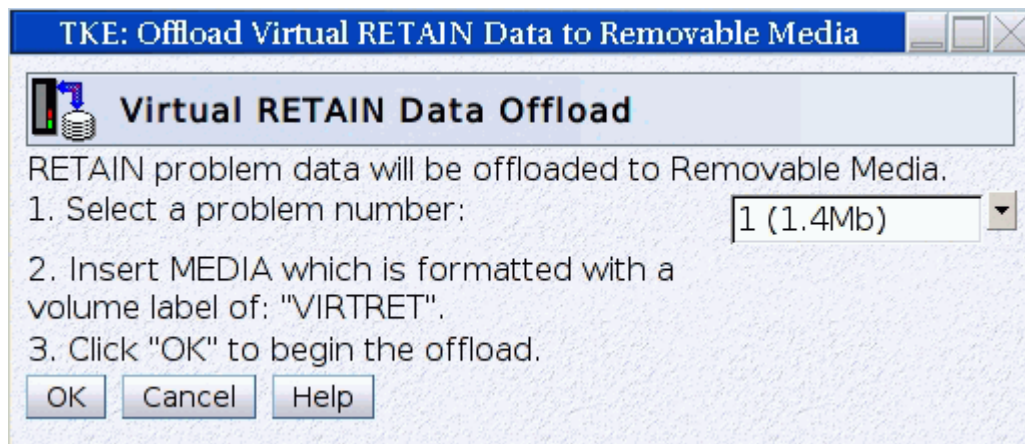 TKE: Offload Virtual RETAIN Data to Removable Media
Virtual RETAIN Data Offload
RETAIN problem data will be offloaded to Removable Media.
1. Select a problem number:
1 (1.4Mb)
2. Insert MEDIA which is formatted with a
volume label of: "VIRTRET".
3. Click "OK" to begin the offload.
OK Cancel Help